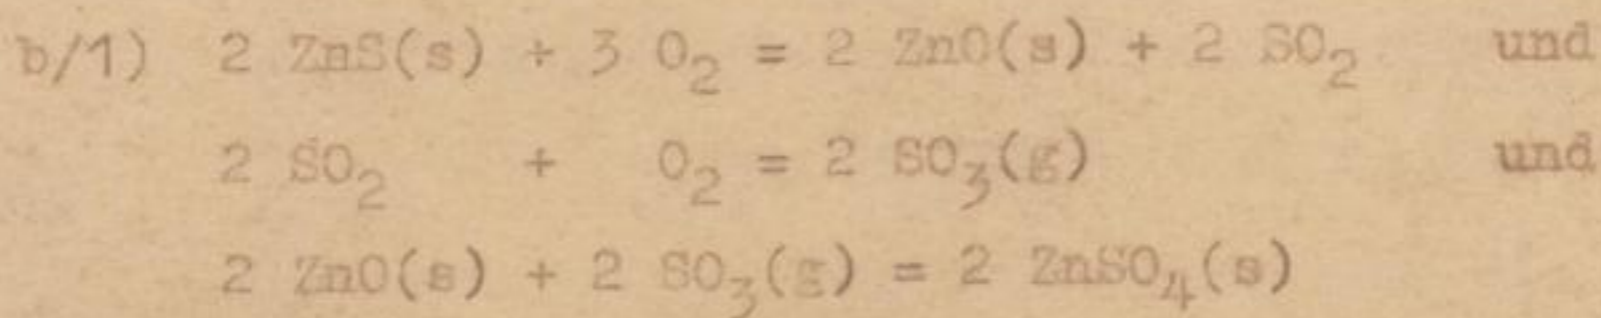 b/1) 2 ZnS(s) + 3 O₂ = 2 ZnO(s) + 2 SO₂ und
2 SO₂ + O₂ = 2 SO₃(g) und
2 ZnO(s) + 2 SO₃(g) = 2 ZnSO₄(s)